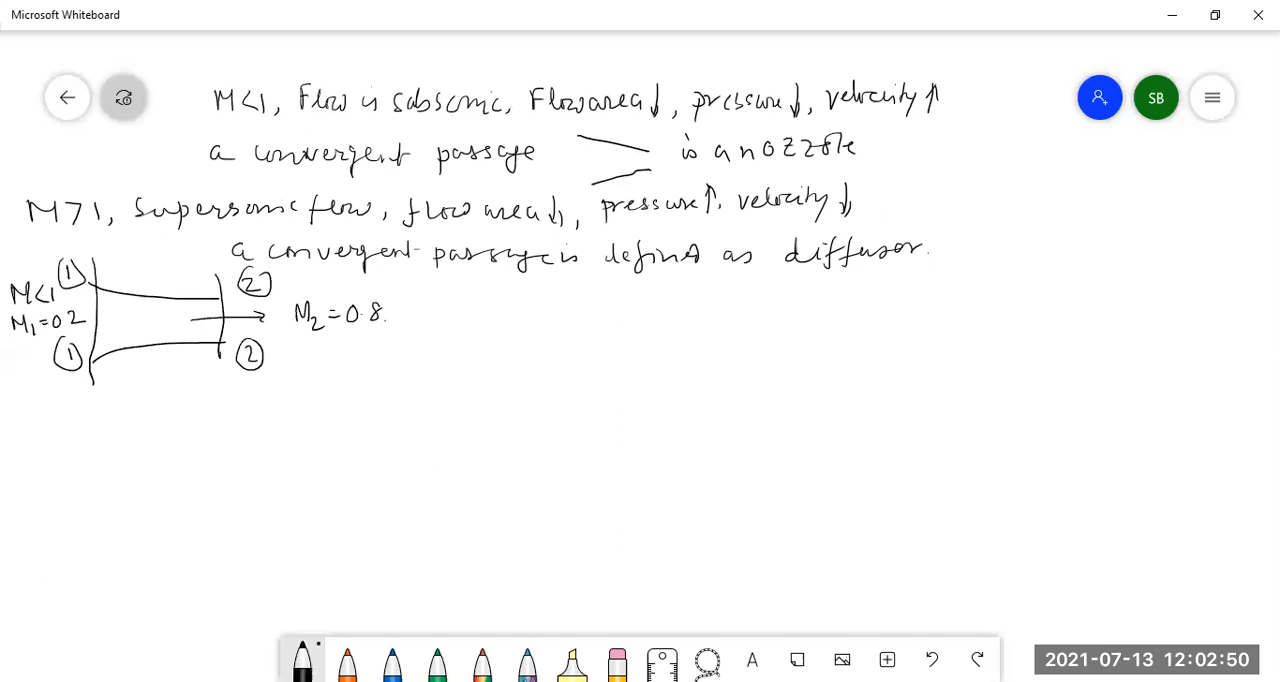 Microsoft Whiteboard
M<1, Flow is subsonic, Flow area↓, pressure↓, velocity↑
a convergent passage is a nozzle
M>1, Supersonic flow, flow area↓, pressure↑, velocity↓
a convergent passage is defined as diffusor.
M<1 ① ②
M₁=0.2 M₂=0.8.
① ②
SB
A
2021-07-13 12:02:50